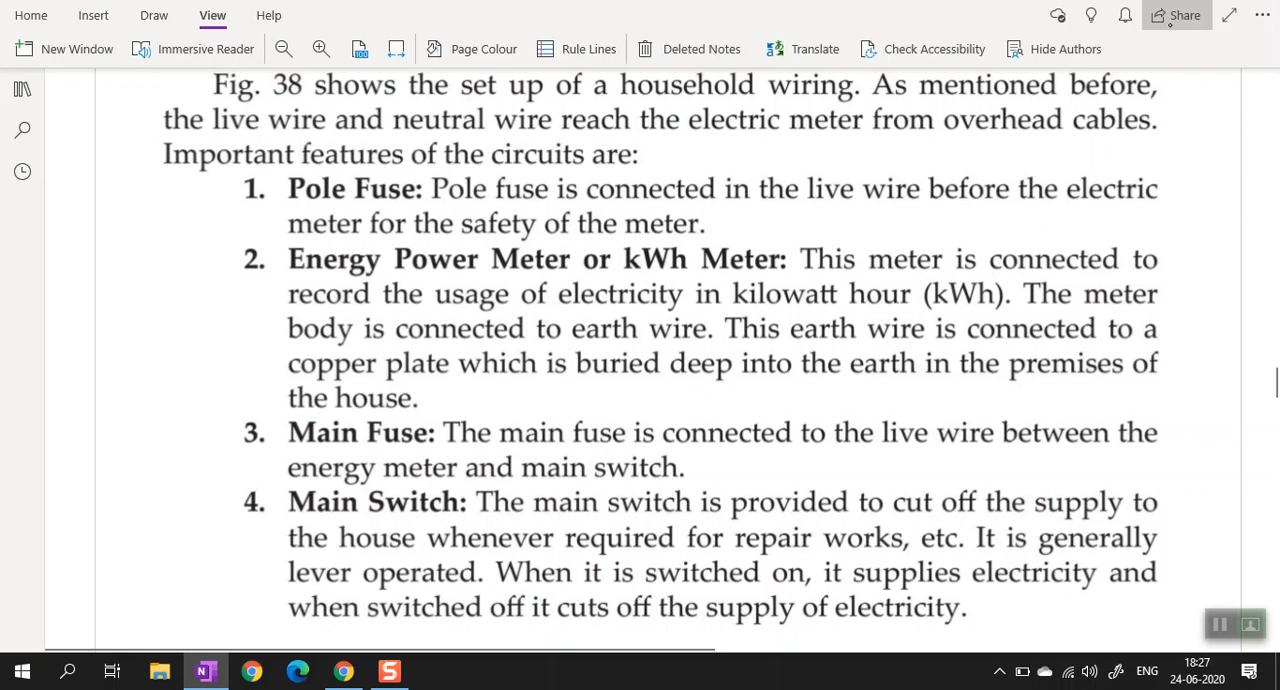 Home Insert Draw View Help Share
New Window Immersive Reader 100 Page Colour Rule Lines Deleted Notes Translate Check Accessibility Hide Authors
Fig. 38 shows the set up of a household wiring. As mentioned before,
the live wire and neutral wire reach the electric meter from overhead cables.
Important features of the circuits are:
1. Pole Fuse: Pole fuse is connected in the live wire before the electric
meter for the safety of the meter.
2. Energy Power Meter or kWh Meter: This meter is connected to
record the usage of electricity in kilowatt hour (kWh). The meter
body is connected to earth wire. This earth wire is connected to a
copper plate which is buried deep into the earth in the premises of
the house.
3. Main Fuse: The main fuse is connected to the live wire between the
energy meter and main switch.
4. Main Switch: The main switch is provided to cut off the supply to
the house whenever required for repair works, etc. It is generally
lever operated. When it is switched on, it supplies electricity and
when switched off it cuts off the supply of electricity.
N S ENG 18:27
24-06-2020